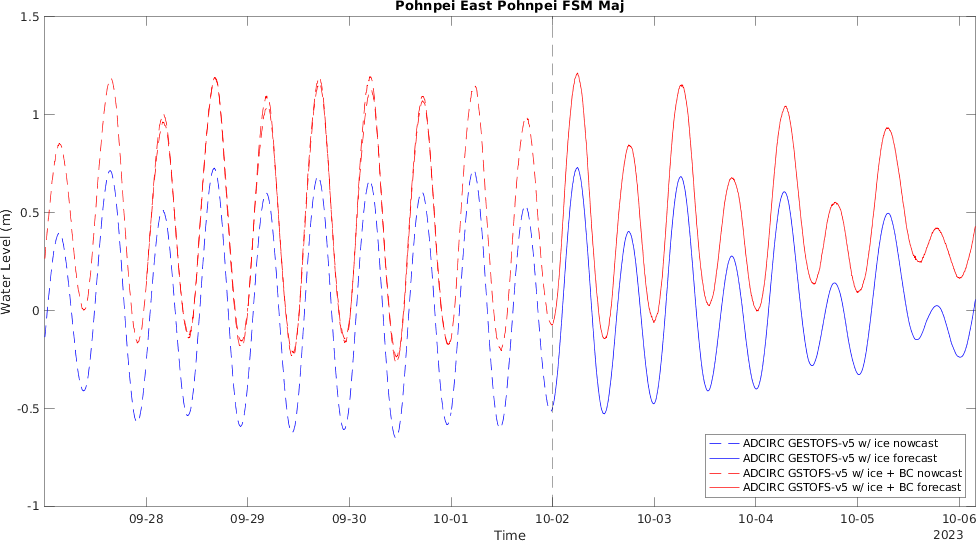 Pohnpei East Pohnpei FSM Maj
1.5
1
0.5
0
-0.5
-1
Water Level (m)
09-28
09-29
09-30
10-01
10-02
10-03
10-04
10-05
10-06
Time
2023
ADCIRC GESTOFS-v5 w/ ice nowcast
ADCIRC GESTOFS-v5 w/ ice forecast
ADCIRC GSTOFS-v5 w/ ice + BC nowcast
ADCIRC GSTOFS-v5 w/ ice + BC forecast